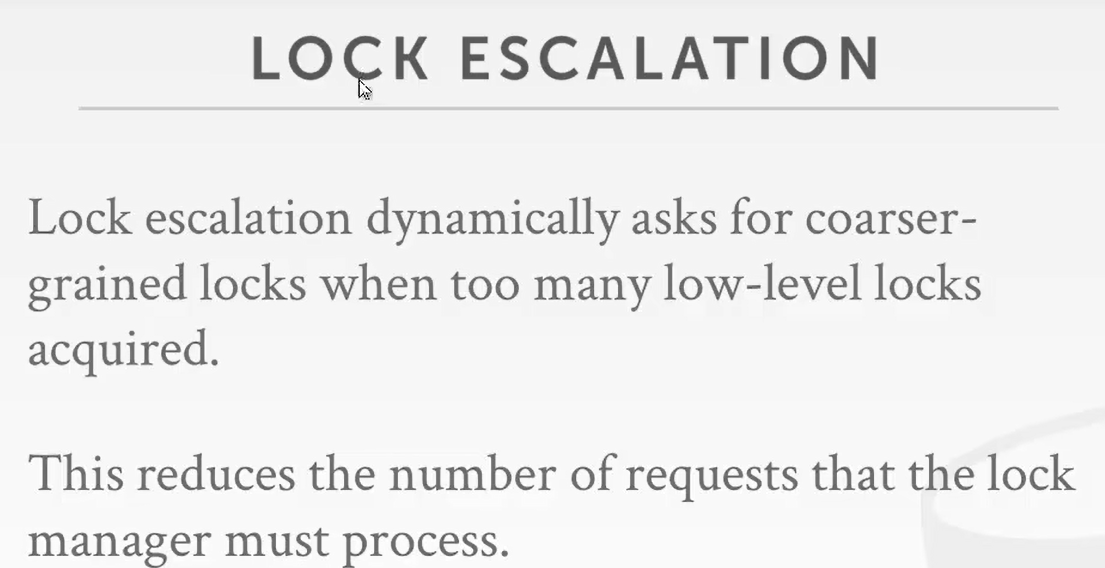 LOCK ESCALATION
Lock escalation dynamically asks for coarser-
grained locks when too many low-level locks
acquired.
This reduces the number of requests that the lock
manager must process.